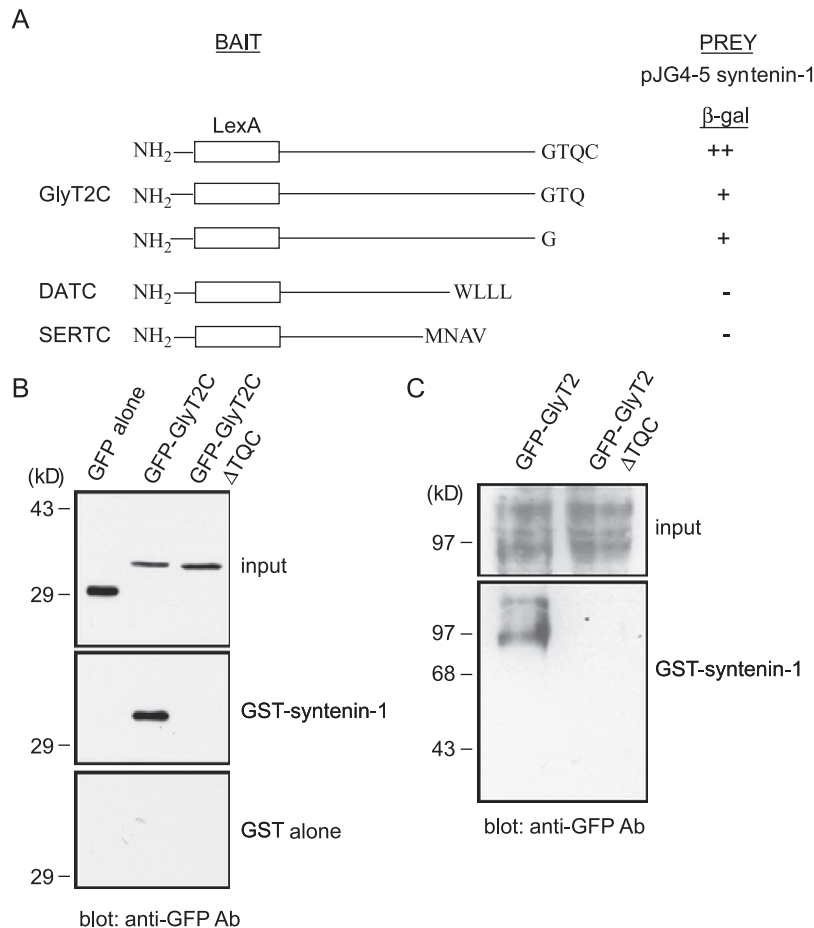 A
BAIT
PREY
pJG4-5 syntenin-1
β-gal
LexA
NH2 GTQC ++
GlyT2C NH2 GTQ +
NH2 G +
DATC NH2 WLLL -
SERTC NH2 MNAV -
B
GFP alone
GFP-GlyT2C
GFP-GlyT2C
ΔTQC
(kD)
43
29
input
29
GST-syntenin-1
29
GST alone
blot: anti-GFP Ab
C
GFP-GlyT2
GFP-GlyT2
ΔTQC
(kD)
97
input
97
68
43
GST-syntenin-1
blot: anti-GFP Ab